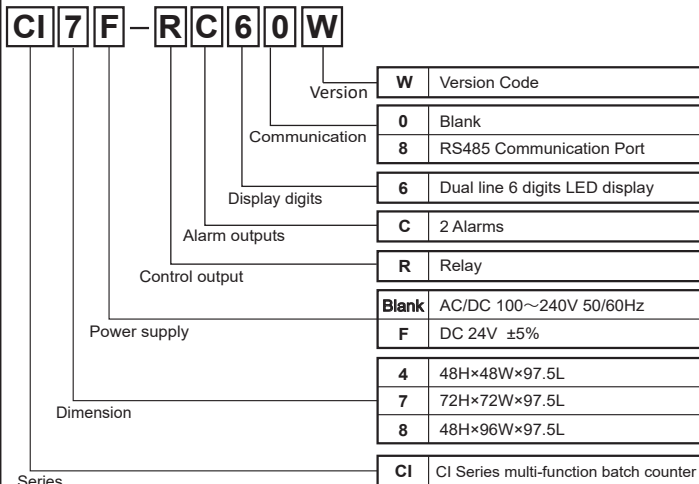 CI 7 F - R C 6 0 W
Version W Version Code
Communication 0 Blank
8 RS485 Communication Port
Display digits 6 Dual line 6 digits LED display
Alarm outputs C 2 Alarms
Control output R Relay
Power supply Blank AC/DC 100～240V 50/60Hz
F DC 24V ±5%
Dimension 4 48H×48W×97.5L
7 72H×72W×97.5L
8 48H×96W×97.5L
Series CI CI Series multi-function batch counter